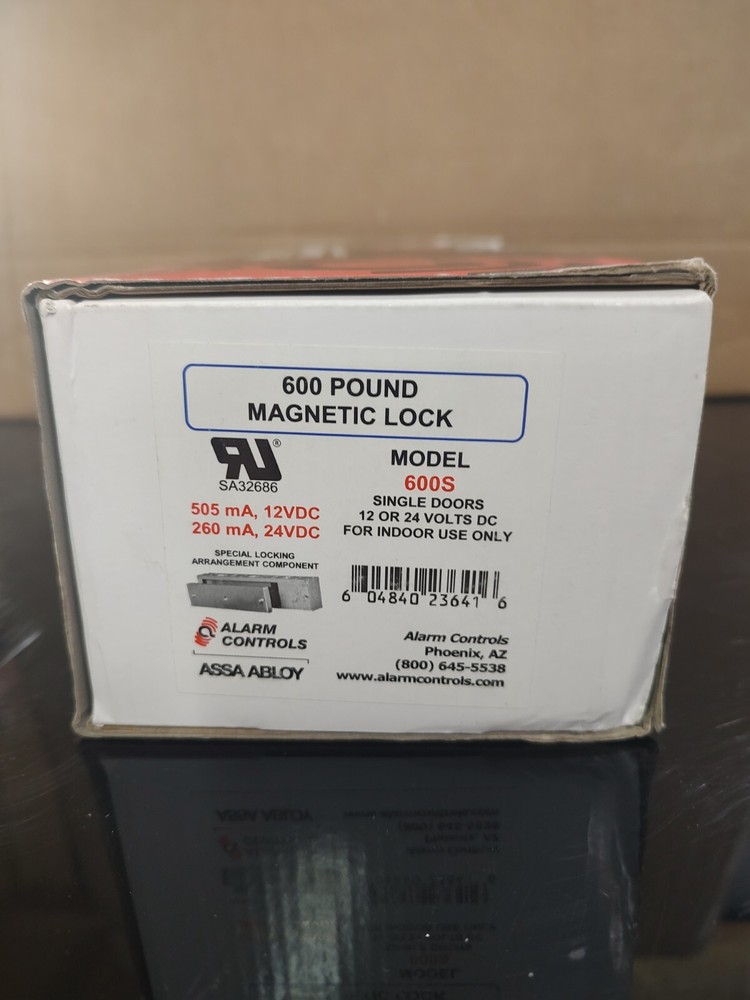 600 POUND
MAGNETIC LOCK
RU®
SA32686
505 mA, 12VDC
260 mA, 24VDC
MODEL
600S
SINGLE DOORS
12 OR 24 VOLTS DC
FOR INDOOR USE ONLY
SPECIAL LOCKING
ARRANGEMENT COMPONENT
6 04840 23641 6
ALARM
CONTROLS
ASSA ABLOY
Alarm Controls
Phoenix, AZ
(800) 645-5538
www.alarmcontrols.com